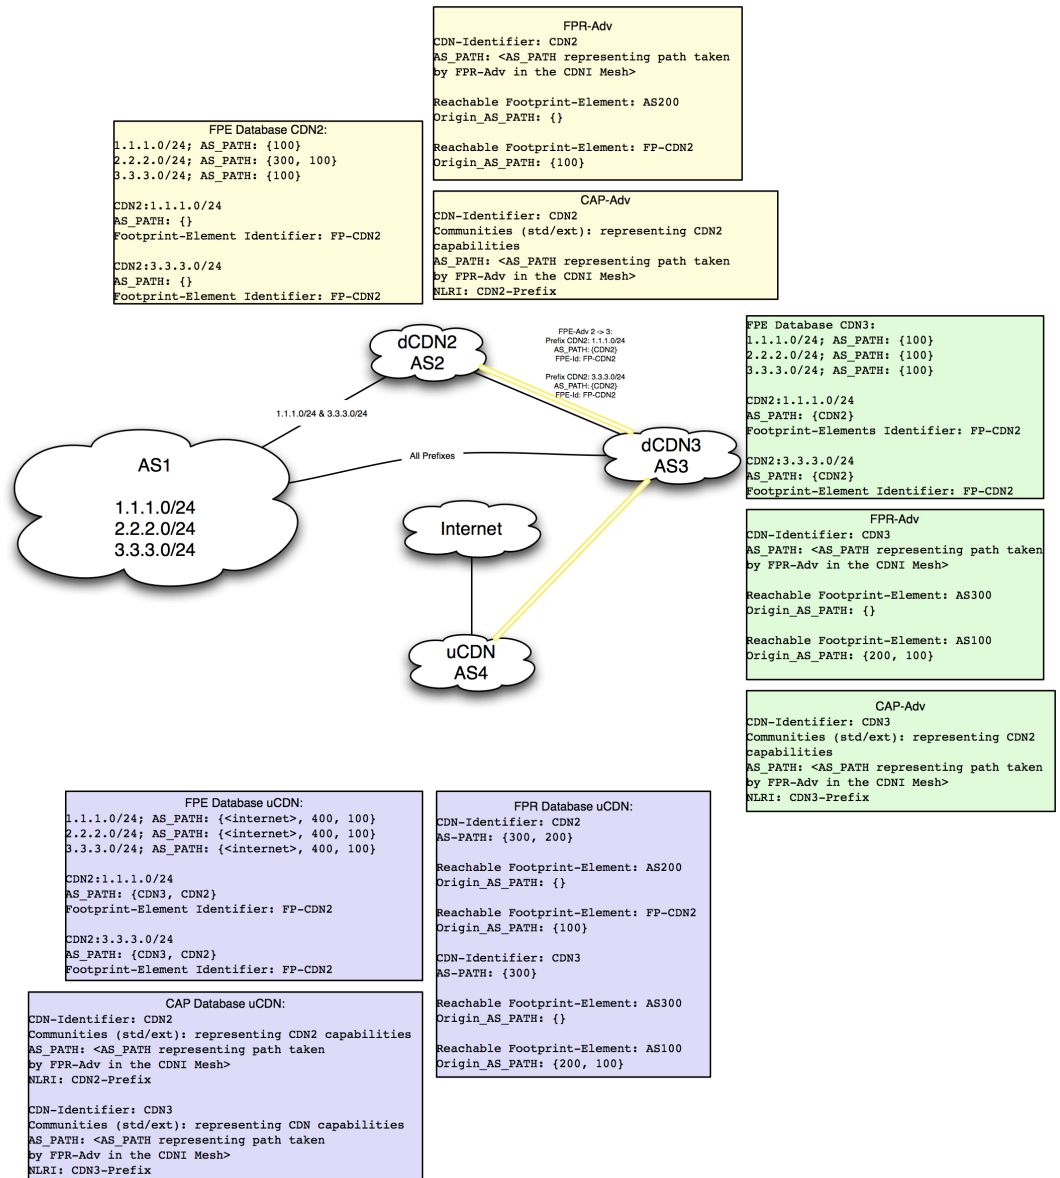 FPR-Adv
CDN-Identifier: CDN2
AS_PATH: <AS_PATH representing path taken
by FPR-Adv in the CDNI Mesh>
Reachable Footprint-Element: AS200
Origin_AS_PATH: {}
Reachable Footprint-Element: FP-CDN2
Origin_AS_PATH: {100}
FPE Database CDN2:
1.1.1.0/24; AS_PATH: {100}
2.2.2.0/24; AS_PATH: {300, 100}
3.3.3.0/24; AS_PATH: {100}
CDN2:1.1.1.0/24
AS_PATH: {}
Footprint-Element Identifier: FP-CDN2
CDN2:3.3.3.0/24
AS_PATH: {}
Footprint-Element Identifier: FP-CDN2
CAP-Adv
CDN-Identifier: CDN2
Communities (std/ext): representing CDN2
capabilities
AS_PATH: <AS_PATH representing path taken
by FPR-Adv in the CDNI Mesh>
NLRI: CDN2-Prefix
dCDN2
AS2
FPE-Adv 2 -> 3:
Prefix CDN2: 1.1.1.0/24
AS_PATH: {CDN2}
FPE-Id: FP-CDN2
Prefix CDN2: 3.3.3.0/24
AS_PATH: {CDN2}
FPE-Id: FP-CDN2
1.1.1.0/24 & 3.3.3.0/24
AS1
1.1.1.0/24
2.2.2.0/24
3.3.3.0/24
All Prefixes
dCDN3
AS3
Internet
uCDN
AS4
FPE Database CDN3:
1.1.1.0/24; AS_PATH: {100}
2.2.2.0/24; AS_PATH: {100}
3.3.3.0/24; AS_PATH: {100}
CDN2:1.1.1.0/24
AS_PATH: {CDN2}
Footprint-Elements Identifier: FP-CDN2
CDN2:3.3.3.0/24
AS_PATH: {CDN2}
Footprint-Element Identifier: FP-CDN2
FPR-Adv
CDN-Identifier: CDN3
AS_PATH: <AS_PATH representing path taken
by FPR-Adv in the CDNI Mesh>
Reachable Footprint-Element: AS300
Origin_AS_PATH: {}
Reachable Footprint-Element: AS100
Origin_AS_PATH: {200, 100}
CAP-Adv
CDN-Identifier: CDN3
Communities (std/ext): representing CDN2
capabilities
AS_PATH: <AS_PATH representing path taken
by FPR-Adv in the CDNI Mesh>
NLRI: CDN3-Prefix
FPE Database uCDN:
1.1.1.0/24; AS_PATH: {<internet>, 400, 100}
2.2.2.0/24; AS_PATH: {<internet>, 400, 100}
3.3.3.0/24; AS_PATH: {<internet>, 400, 100}
CDN2:1.1.1.0/24
AS_PATH: {CDN3, CDN2}
Footprint-Element Identifier: FP-CDN2
CDN2:3.3.3.0/24
AS_PATH: {CDN3, CDN2}
Footprint-Element Identifier: FP-CDN2
FPR Database uCDN:
CDN-Identifier: CDN2
AS-PATH: {300, 200}
Reachable Footprint-Element: AS200
Origin_AS_PATH: {}
Reachable Footprint-Element: FP-CDN2
Origin_AS_PATH: {100}
CDN-Identifier: CDN3
AS-PATH: {300}
Reachable Footprint-Element: AS300
Origin_AS_PATH: {}
Reachable Footprint-Element: AS100
Origin_AS_PATH: {200, 100}
CAP Database uCDN:
CDN-Identifier: CDN2
Communities (std/ext): representing CDN2 capabilities
AS_PATH: <AS_PATH representing path taken
by FPR-Adv in the CDNI Mesh>
NLRI: CDN2-Prefix
CDN-Identifier: CDN3
Communities (std/ext): representing CDN capabilities
AS_PATH: <AS_PATH representing path taken
by FPR-Adv in the CDNI Mesh>
NLRI: CDN3-Prefix